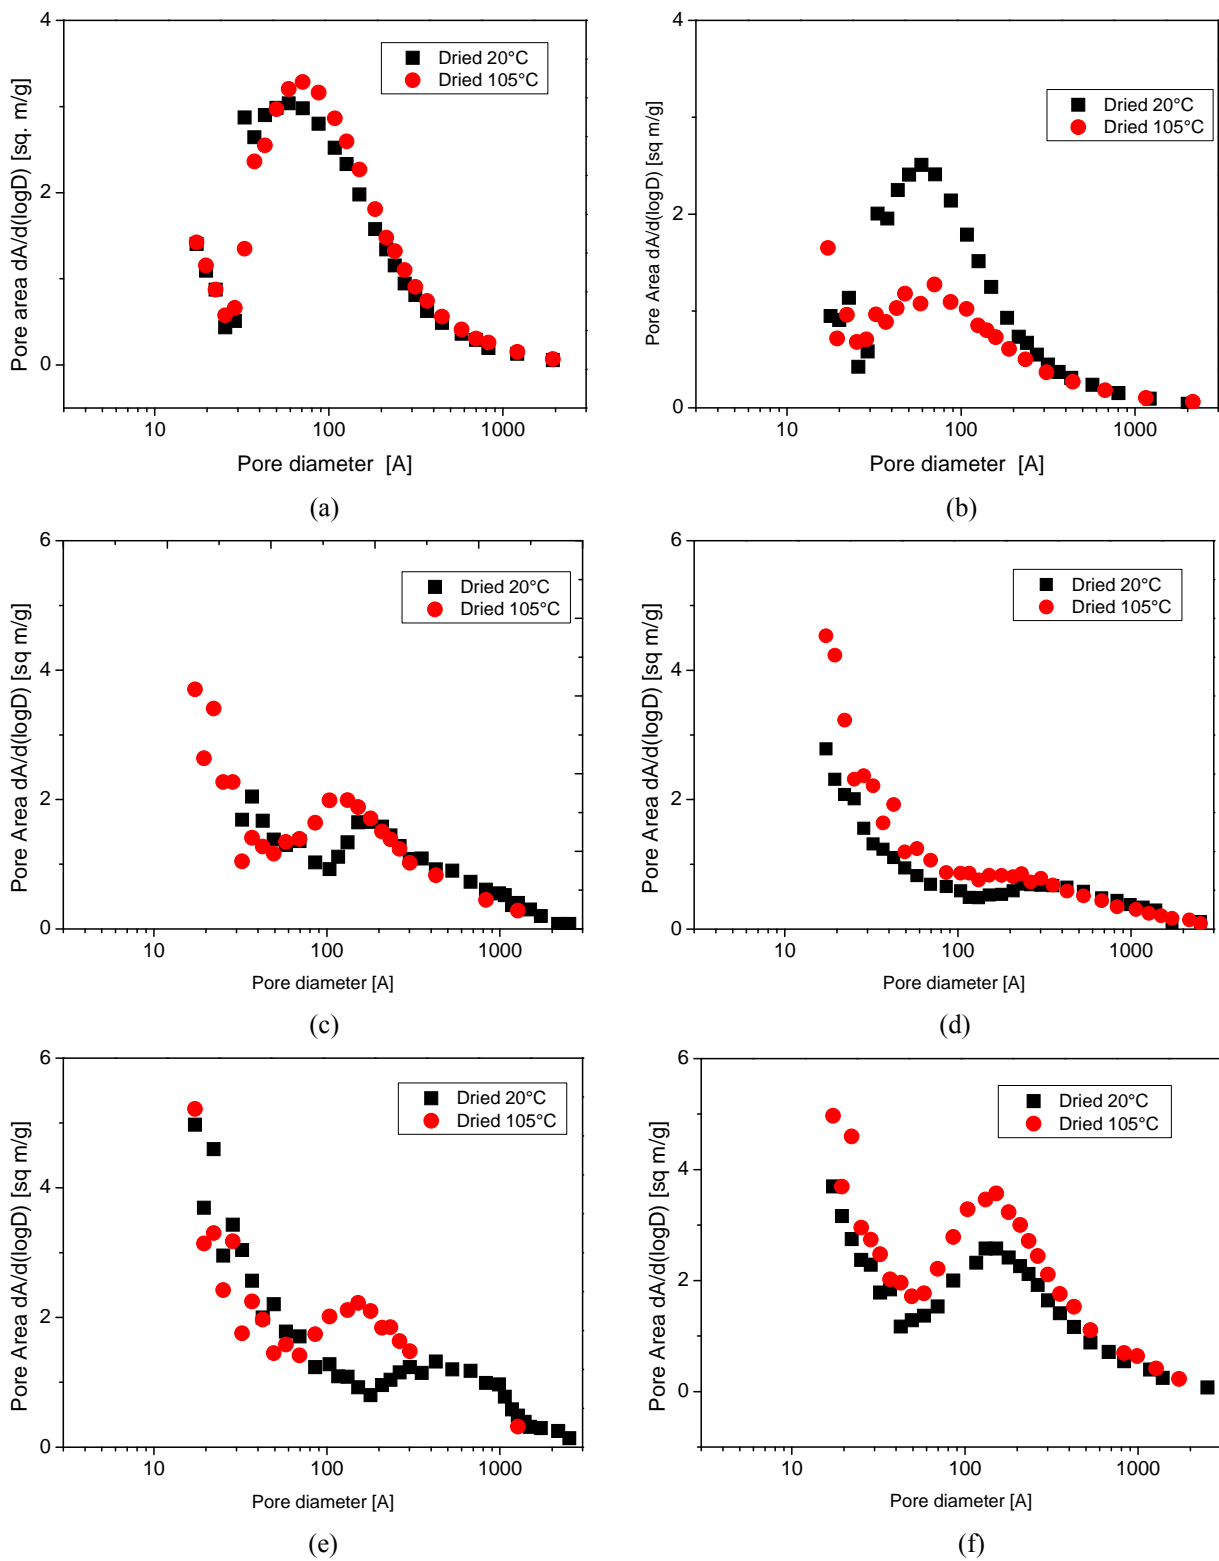 4
2
0
Pore area dA/d(logD) [sq. m/g]
Dried 20°C
Dried 105°C
10 100 1000
Pore diameter [A]
(a)
4
2
0
Pore Area dA/d(logD) [sq m/g]
Dried 20°C
Dried 105°C
10 100 1000
Pore diameter [A]
(b)
6
4
2
0
Pore Area dA/d(logD) [sq m/g]
Dried 20°C
Dried 105°C
10 100 1000
Pore diameter [A]
(c)
6
4
2
0
Pore Area dA/d(logD) [sq m/g]
Dried 20°C
Dried 105°C
10 100 1000
Pore diameter [A]
(d)
6
4
2
0
Pore Area dA/d(logD) [sq m/g]
Dried 20°C
Dried 105°C
10 100 1000
Pore diameter [A]
(e)
6
4
2
0
Pore Area dA/d(logD) [sq m/g]
Dried 20°C
Dried 105°C
10 100 1000
Pore diameter [A]
(f)